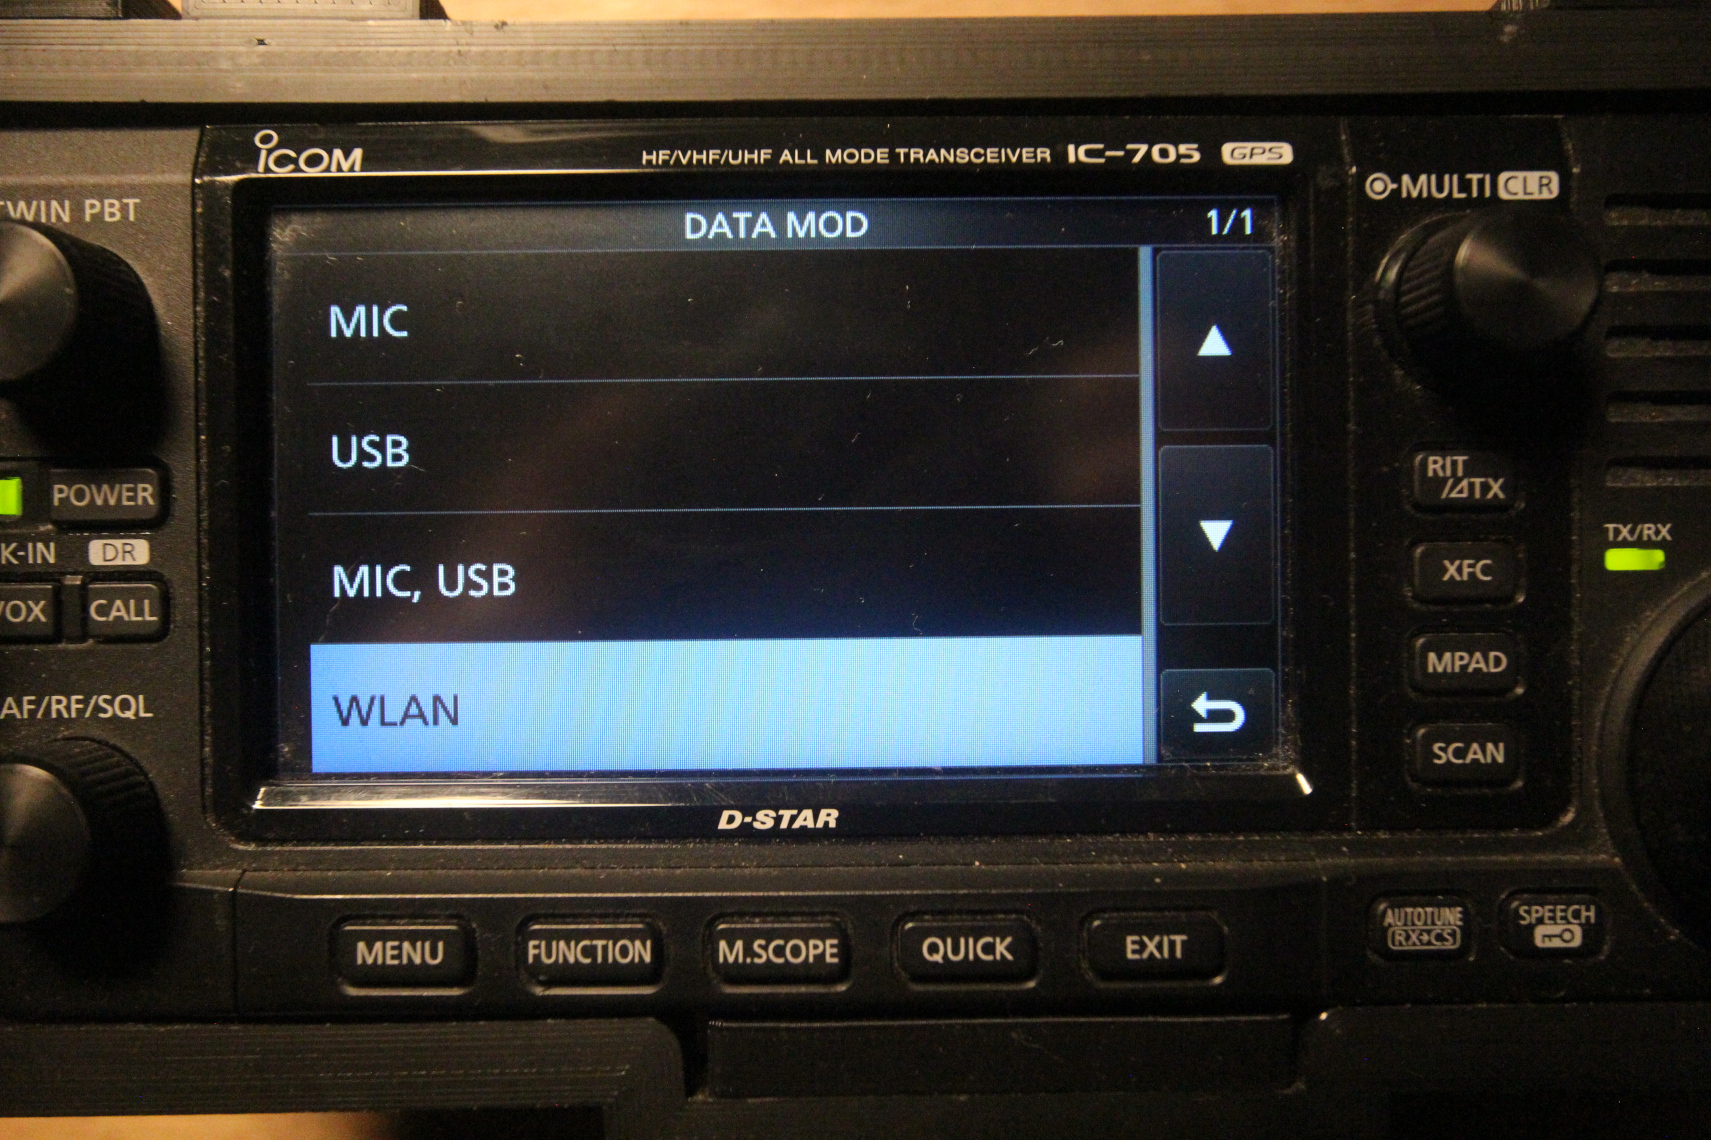 ICOM
HF/VHF/UHF ALL MODE TRANSCEIVER IC-705 GPS
TWIN PBT
MULTI CLR
DATA MOD 1/1
MIC
USB
MIC, USB
WLAN
POWER
K-IN DR
VOX CALL
AF/RF/SQL
RIT
/⊿TX
XFC
MPAD
SCAN
TX/RX
D-STAR
MENU FUNCTION M.SCOPE QUICK EXIT
AUTOTUNE
RX→CS
SPEECH